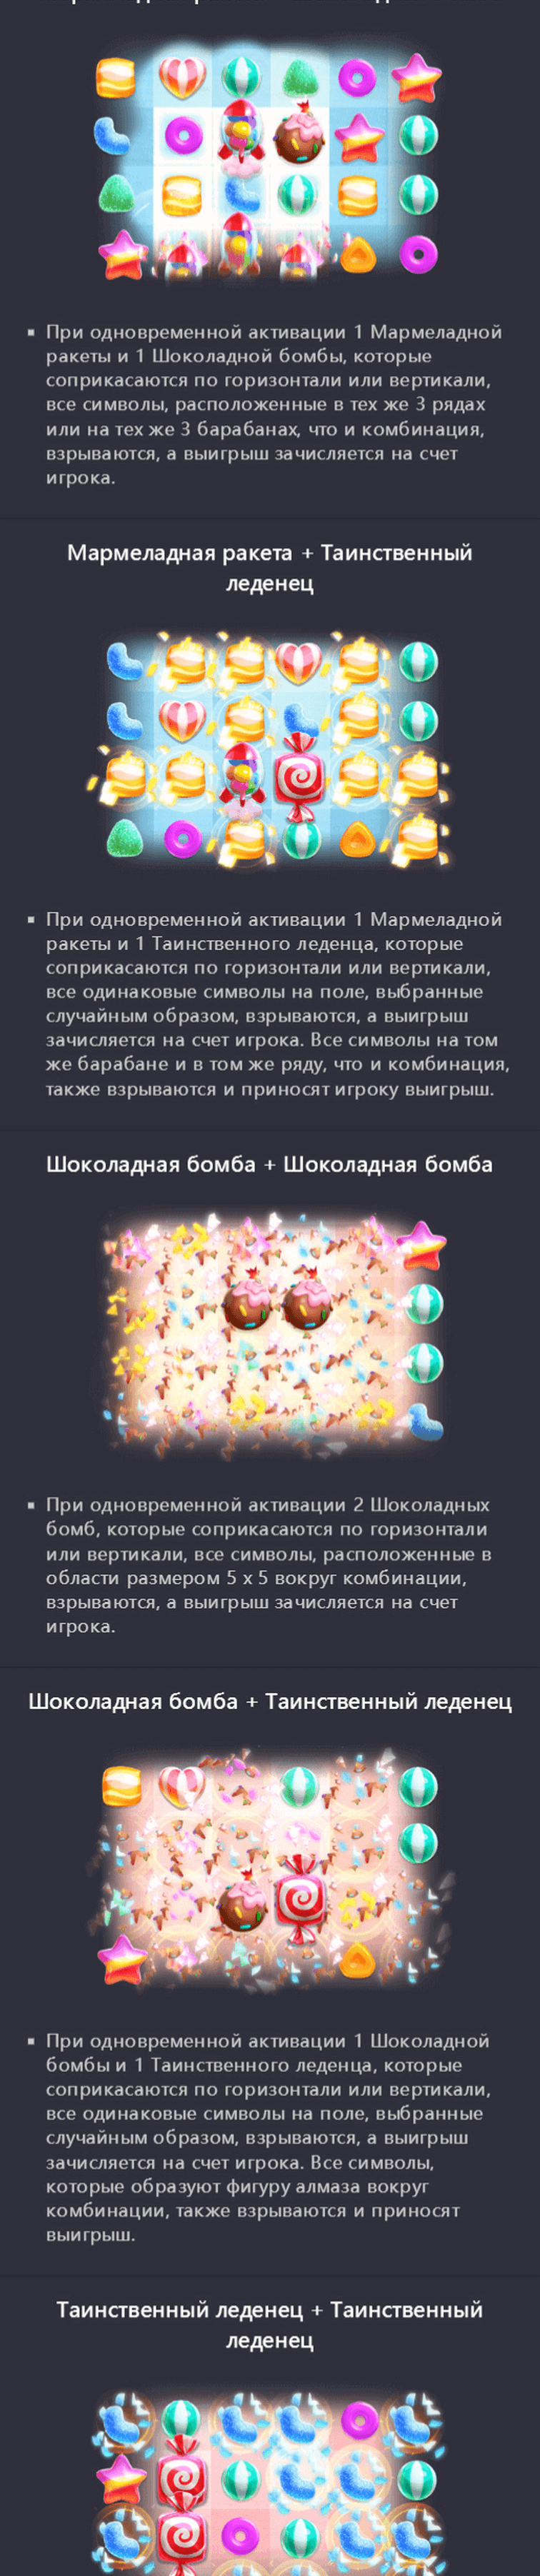 При одновременной активации 1 Мармеладной
ракеты и 1 Шоколадной бомбы, которые
соприкасаются по горизонтали или вертикали,
все символы, расположенные в тех же 3 рядах
или на тех же 3 барабанах, что и комбинация,
взрываются, а выигрыш зачисляется на счет
игрока.
Мармеладная ракета + Таинственный
леденец
При одновременной активации 1 Мармеладной
ракеты и 1 Таинственного леденца, которые
соприкасаются по горизонтали или вертикали,
все одинаковые символы на поле, выбранные
случайным образом, взрываются, а выигрыш
зачисляется на счет игрока. Все символы на том
же барабане и в том же ряду, что и комбинация,
также взрываются и приносят игроку выигрыш.
Шоколадная бомба + Шоколадная бомба
При одновременной активации 2 Шоколадных
бомб, которые соприкасаются по горизонтали
или вертикали, все символы, расположенные в
области размером 5 x 5 вокруг комбинации,
взрываются, а выигрыш зачисляется на счет
игрока.
Шоколадная бомба + Таинственный леденец
При одновременной активации 1 Шоколадной
бомбы и 1 Таинственного леденца, которые
соприкасаются по горизонтали или вертикали,
все одинаковые символы на поле, выбранные
случайным образом, взрываются, а выигрыш
зачисляется на счет игрока. Все символы,
которые образуют фигуру алмаза вокруг
комбинации, также взрываются и приносят
выигрыш.
Таинственный леденец + Таинственный
леденец